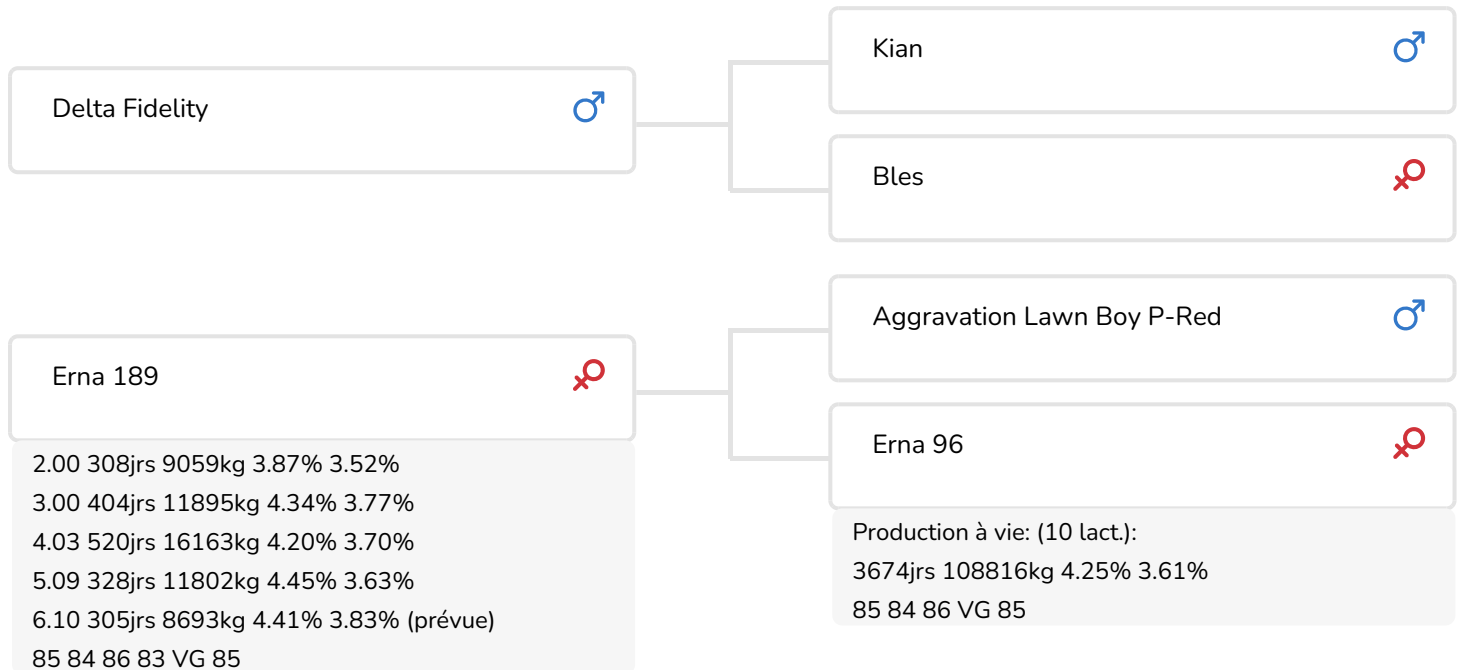 Delta Fidelity
Kian
Bles
Erna 189
2.00 308jrs 9059kg 3.87% 3.52%
3.00 404jrs 11895kg 4.34% 3.77%
4.03 520jrs 16163kg 4.20% 3.70%
5.09 328jrs 11802kg 4.45% 3.63%
6.10 305jrs 8693kg 4.41% 3.83% (prévue)
85 84 86 83 VG 85
Aggravation Lawn Boy P-Red
Erna 96
Production à vie: (10 lact.):
3674jrs 108816kg 4.25% 3.61%
85 84 86 VG 85